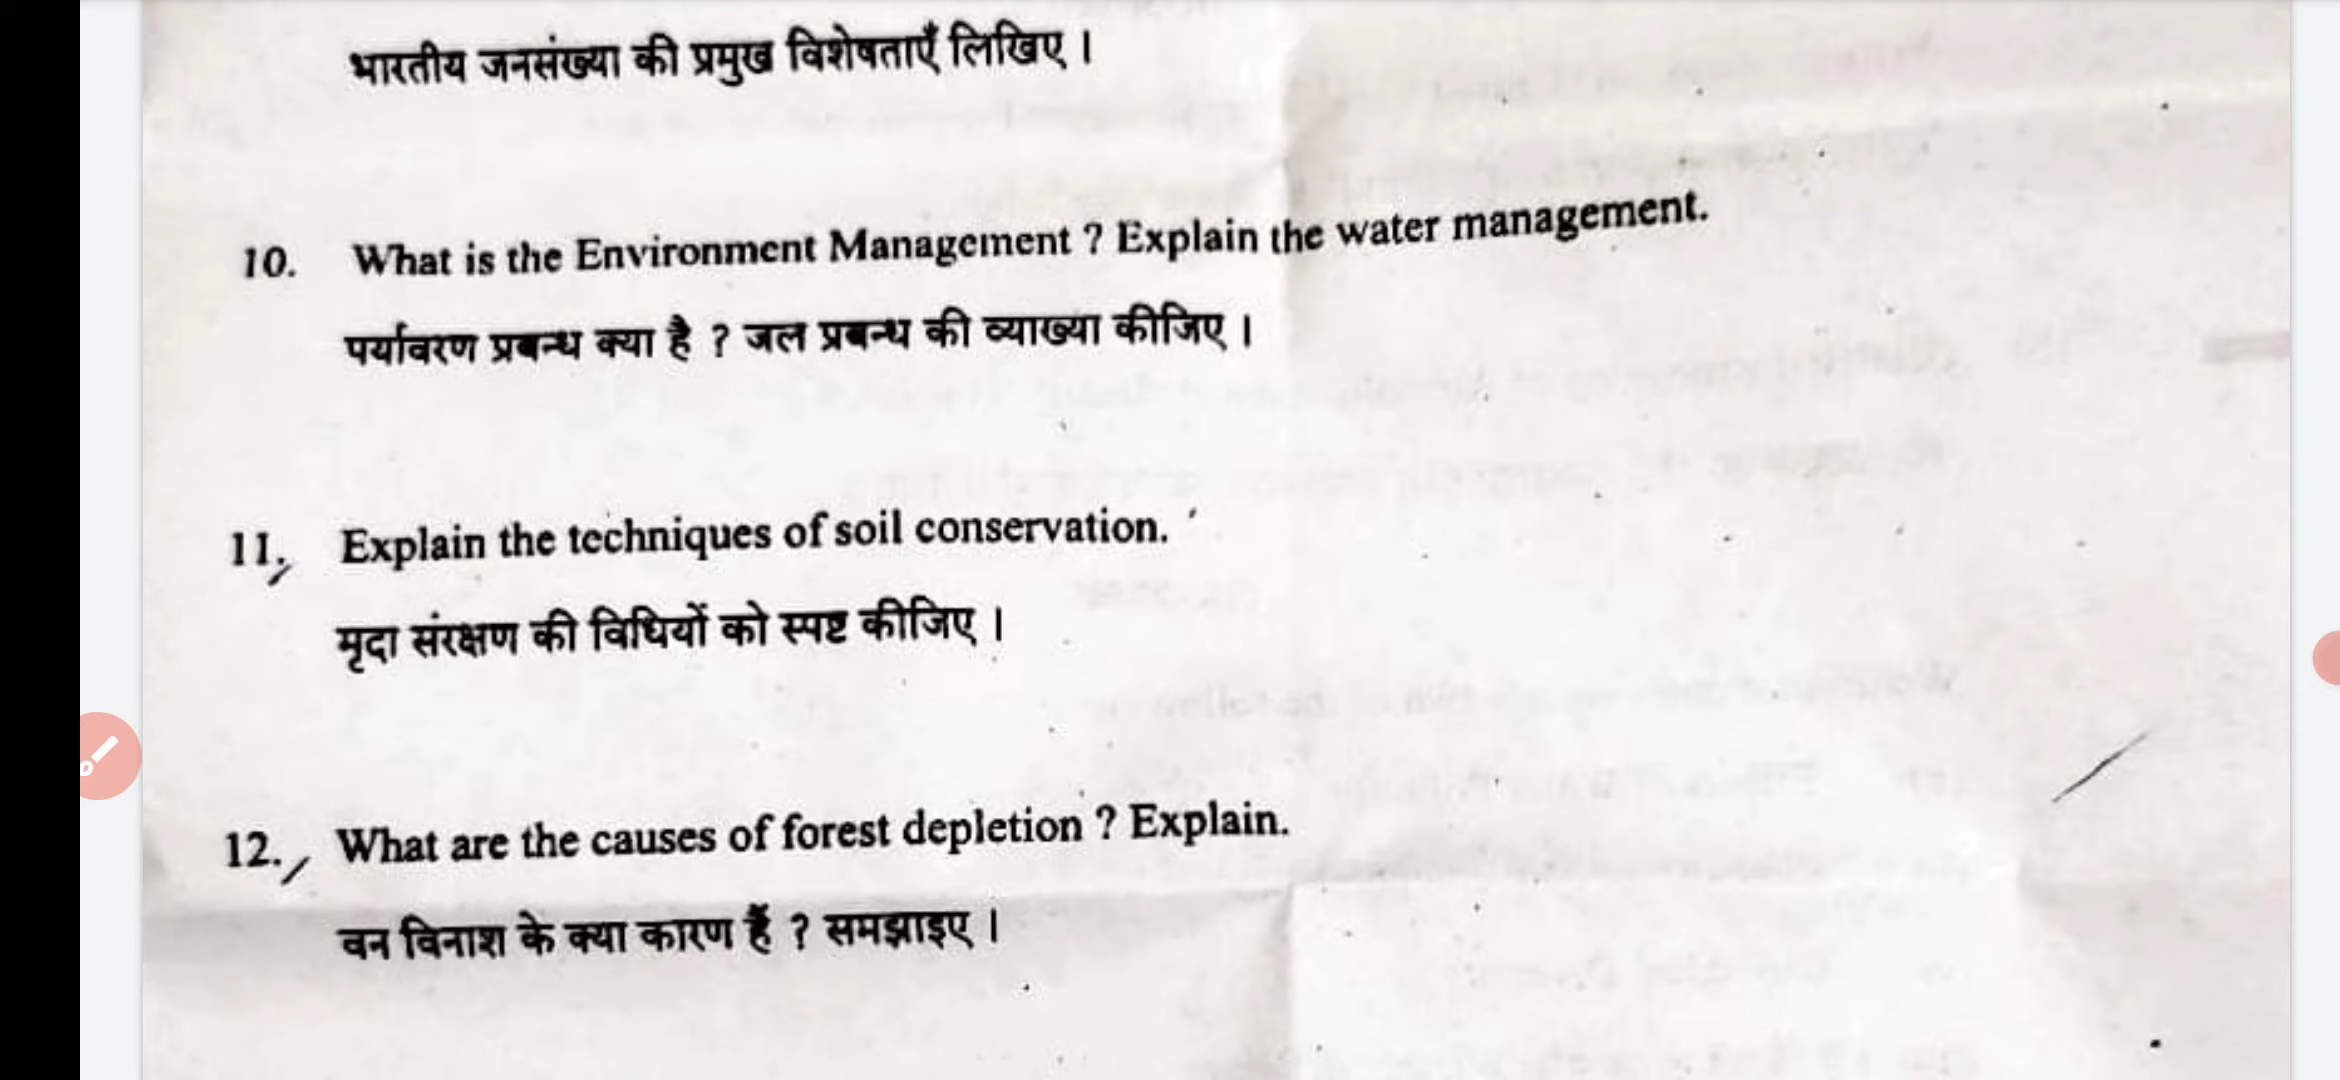 भारतीय जनसंख्या की प्रमुख विशेषताएँ लिखिए ।
10. What is the Environment Management ? Explain the water management.
पर्यावरण प्रबन्ध क्या है ? जल प्रबन्ध की व्याख्या कीजिए ।
11. Explain the techniques of soil conservation.
मृदा संरक्षण की विधियों को स्पष्ट कीजिए ।
12. What are the causes of forest depletion ? Explain.
वन विनाश के क्या कारण हैं ? समझाइए ।